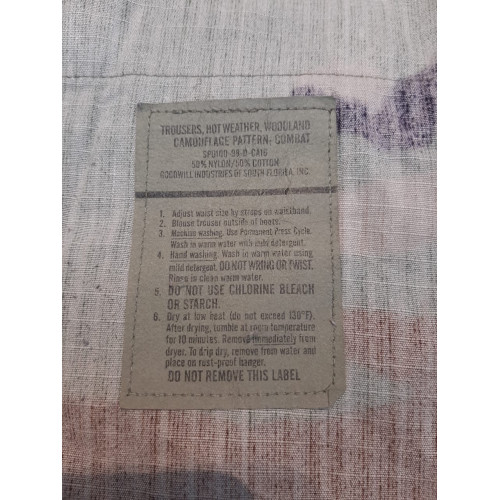 TROUSERS, HOT WEATHER, WOODLAND
CAMOUFLAGE PATTERN- COMBAT
SPO100-99-D-CA16
50% NYLON/50% COTTON
GOODWILL INDUSTRIES OF SOUTH FLORIDA, INC.
1. Adjust waist size by straps on waistband.
2. Blouse trouser outside of boots.
3. Machine washing. Use Permanent Press Cycle.
Wash in warm water with mild detergent.
4. Hand washing: Wash in warm water using
mild detergent. DO NOT WRING OR TWIST.
Rinse in clean warm water.
5. DO NOT USE CHLORINE BLEACH
OR STARCH.
6. Dry at low heat (do not exceed 130°F).
After drying, tumble at room temperature
for 10 minutes. Remove immediately from
dryer. To drip dry, remove from water and
place on rust-proof hanger.
DO NOT REMOVE THIS LABEL